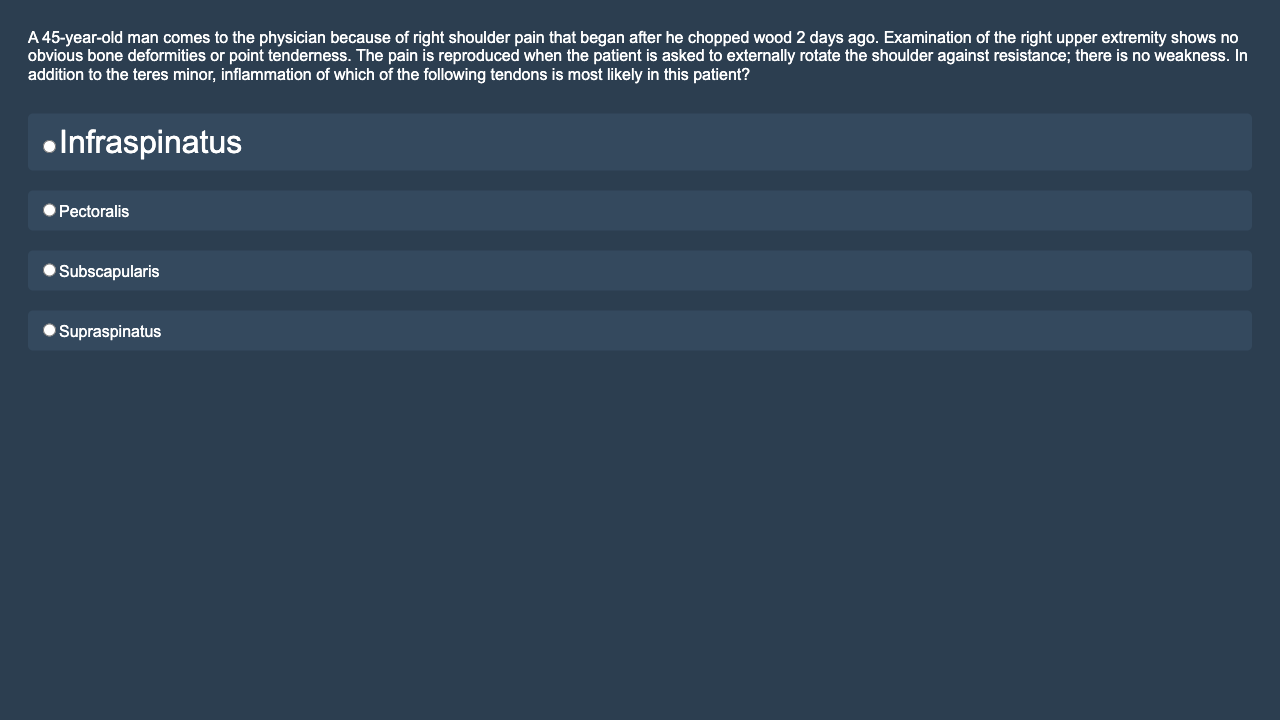 A 45-year-old man comes to the physician because of right shoulder pain that began after he chopped wood 2 days ago. Examination of the right upper extremity shows no
obvious bone deformities or point tenderness. The pain is reproduced when the patient is asked to externally rotate the shoulder against resistance; there is no weakness. In
addition to the teres minor, inflammation of which of the following tendons is most likely in this patient?
Infraspinatus
Pectoralis
Subscapularis
Supraspinatus